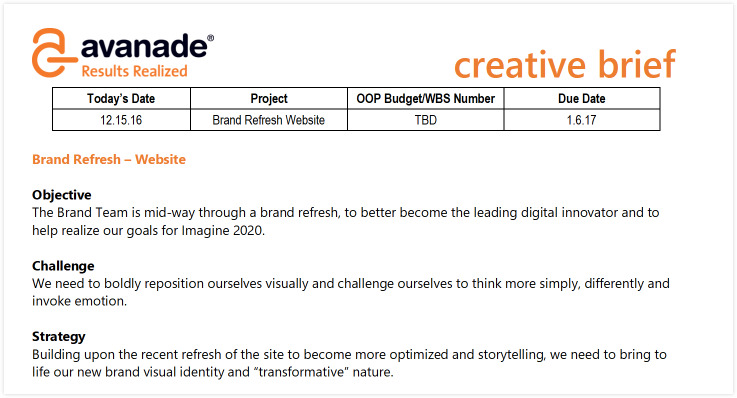 avanade®
Results Realized
creative brief
Today's Date Project OOP Budget/WBS Number Due Date
12.15.16 Brand Refresh Website TBD 1.6.17
Brand Refresh – Website
Objective
The Brand Team is mid-way through a brand refresh, to better become the leading digital innovator and to
help realize our goals for Imagine 2020.
Challenge
We need to boldly reposition ourselves visually and challenge ourselves to think more simply, differently and
invoke emotion.
Strategy
Building upon the recent refresh of the site to become more optimized and storytelling, we need to bring to
life our new brand visual identity and “transformative” nature.